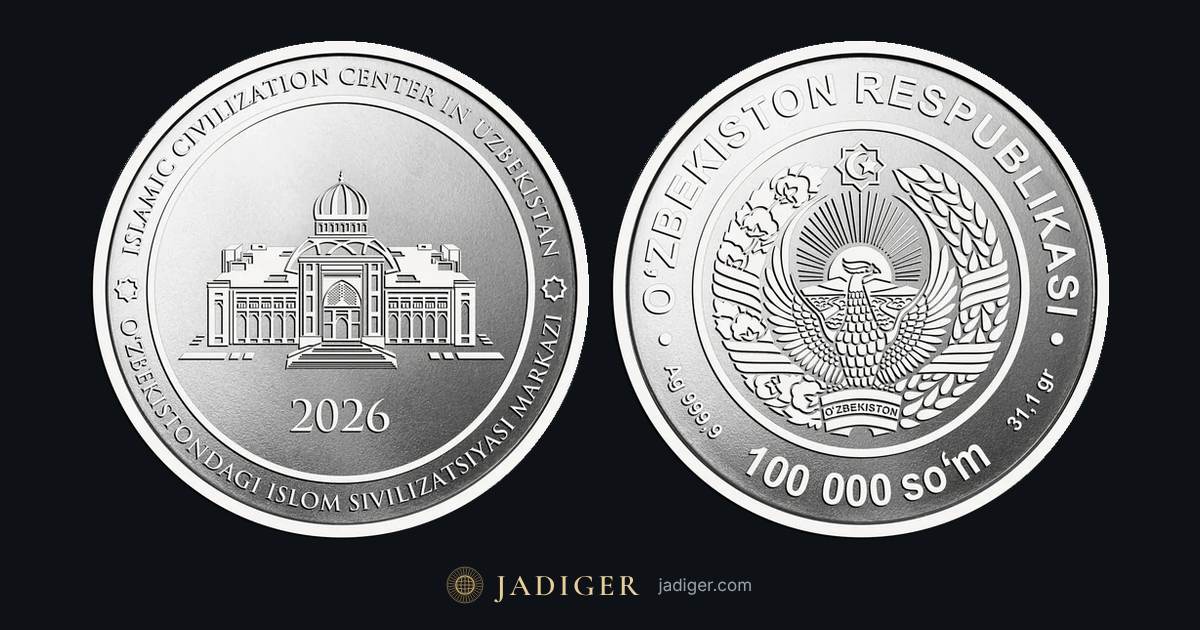 ISLAMIC CIVILIZATION CENTER IN UZBEKISTAN
2026
O‘ZBEKISTONDAGI ISLOM SIVILIZATSIYASI MARKAZI
O‘ZBEKISTON RESPUBLIKASI
O‘ZBEKISTON
Ag 999,9
31,1 gr
100 000 so‘m
JADIGER
jadiger.com